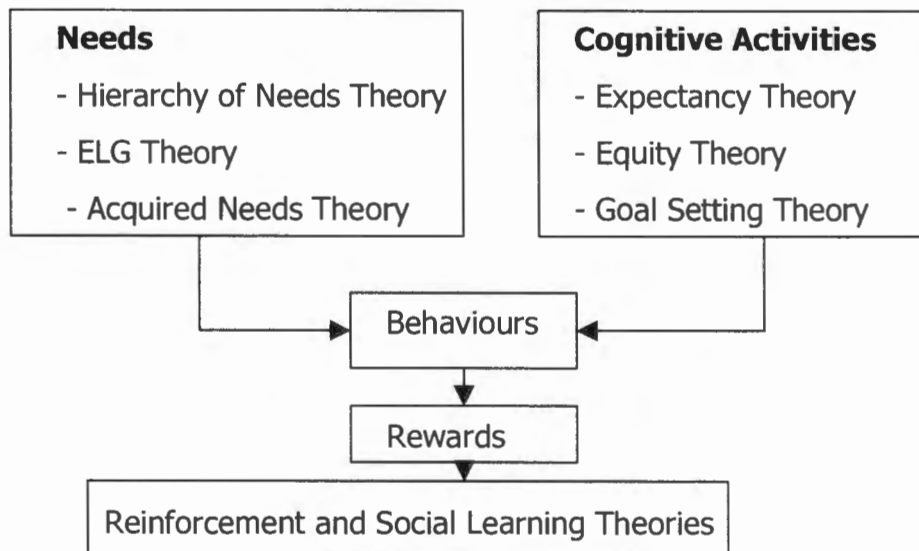 Needs
- Hierarchy of Needs Theory
- ELG Theory
- Acquired Needs Theory
Cognitive Activities
- Expectancy Theory
- Equity Theory
- Goal Setting Theory
Behaviours
Rewards
Reinforcement and Social Learning Theories